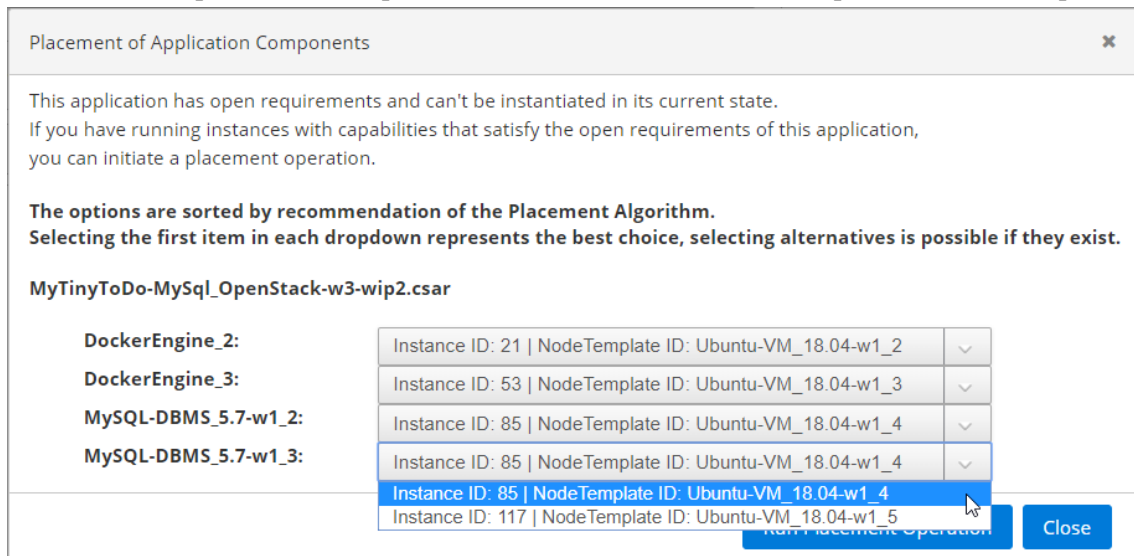 Placement of Application Components
This application has open requirements and can't be instantiated in its current state.
If you have running instances with capabilities that satisfy the open requirements of this application,
you can initiate a placement operation.
The options are sorted by recommendation of the Placement Algorithm.
Selecting the first item in each dropdown represents the best choice, selecting alternatives is possible if they exist.
MyTinyToDo-MySql_OpenStack-w3-wip2.csar
DockerEngine_2: Instance ID: 21 | NodeTemplate ID: Ubuntu-VM_18.04-w1_2
DockerEngine_3: Instance ID: 53 | NodeTemplate ID: Ubuntu-VM_18.04-w1_3
MySQL-DBMS_5.7-w1_2: Instance ID: 85 | NodeTemplate ID: Ubuntu-VM_18.04-w1_4
MySQL-DBMS_5.7-w1_3: Instance ID: 85 | NodeTemplate ID: Ubuntu-VM_18.04-w1_4
Instance ID: 85 | NodeTemplate ID: Ubuntu-VM_18.04-w1_4
Instance ID: 117 | NodeTemplate ID: Ubuntu-VM_18.04-w1_5
Run Placement Operation Close